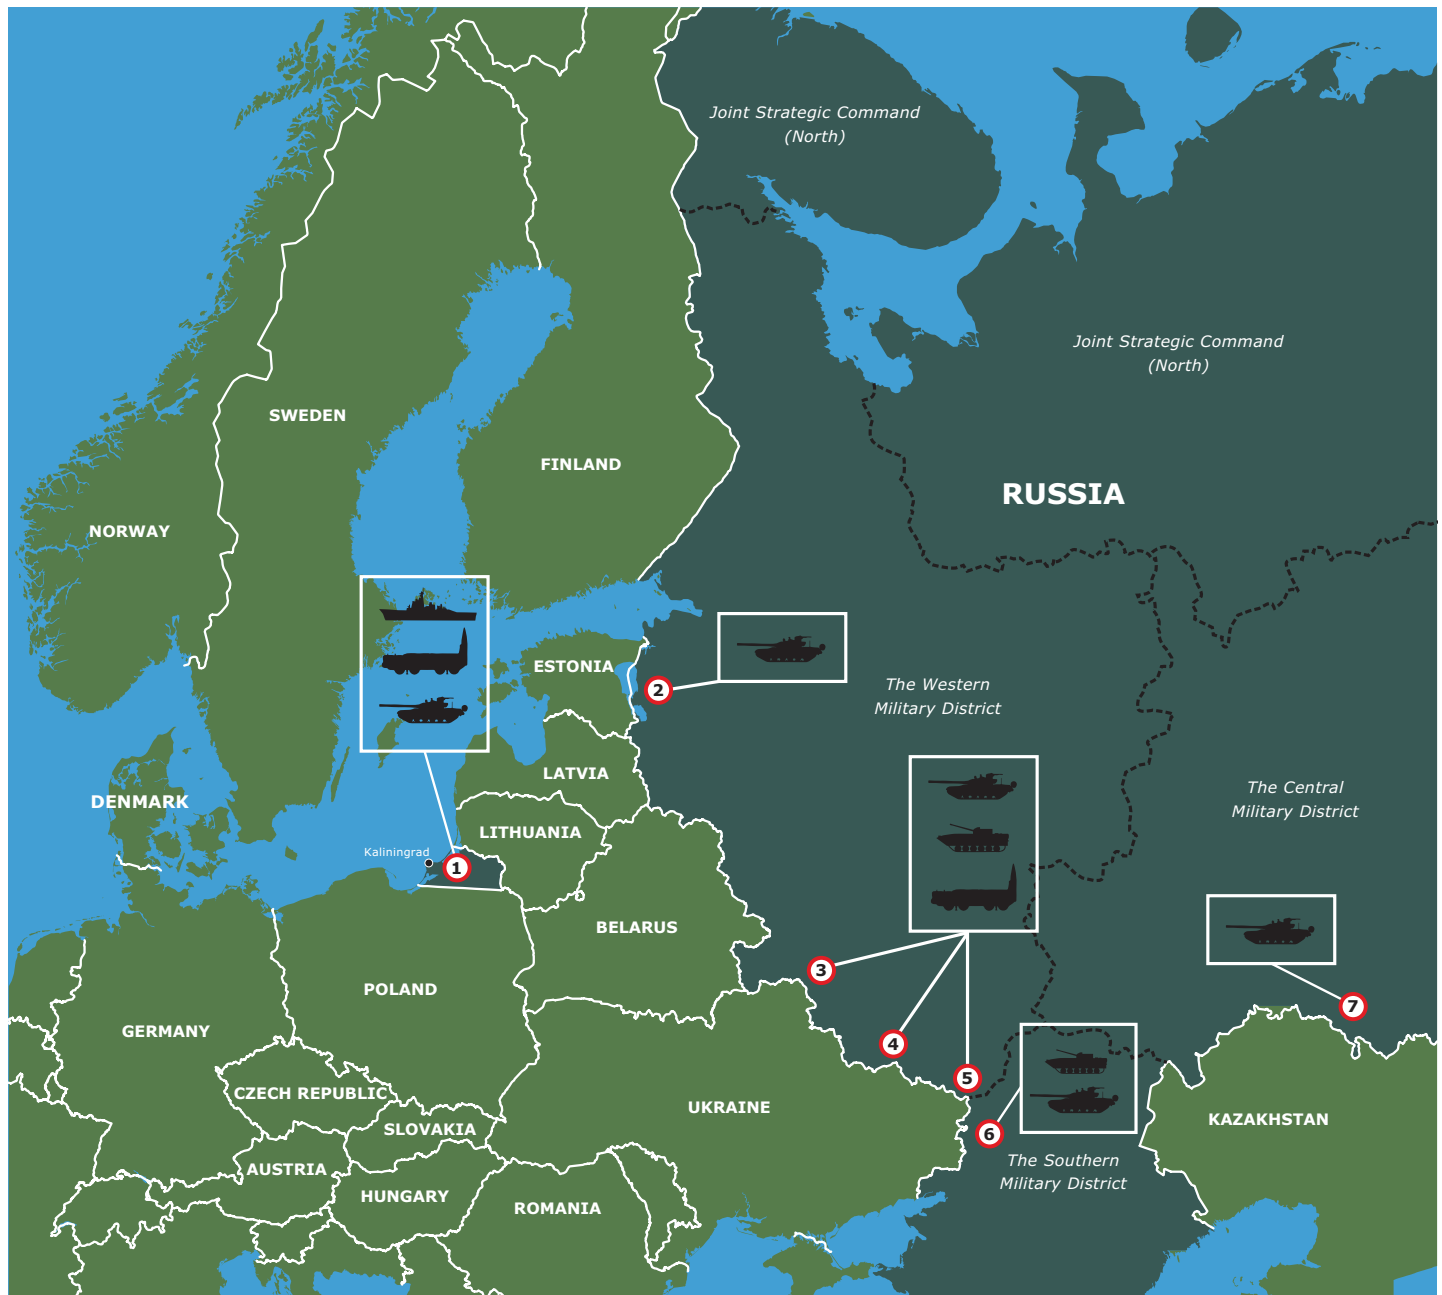 Joint Strategic Command
(North)
Joint Strategic Command
(North)
SWEDEN
FINLAND
RUSSIA
NORWAY
ESTONIA
2
The Western
Military District
LATVIA
DENMARK
The Central
Military District
LITHUANIA
Kaliningrad
1
BELARUS
3
POLAND
7
GERMANY
4
5
CZECH REPUBLIC
UKRAINE
KAZAKHSTAN
SLOVAKIA
6
AUSTRIA
The Southern
Military District
HUNGARY
ROMANIA